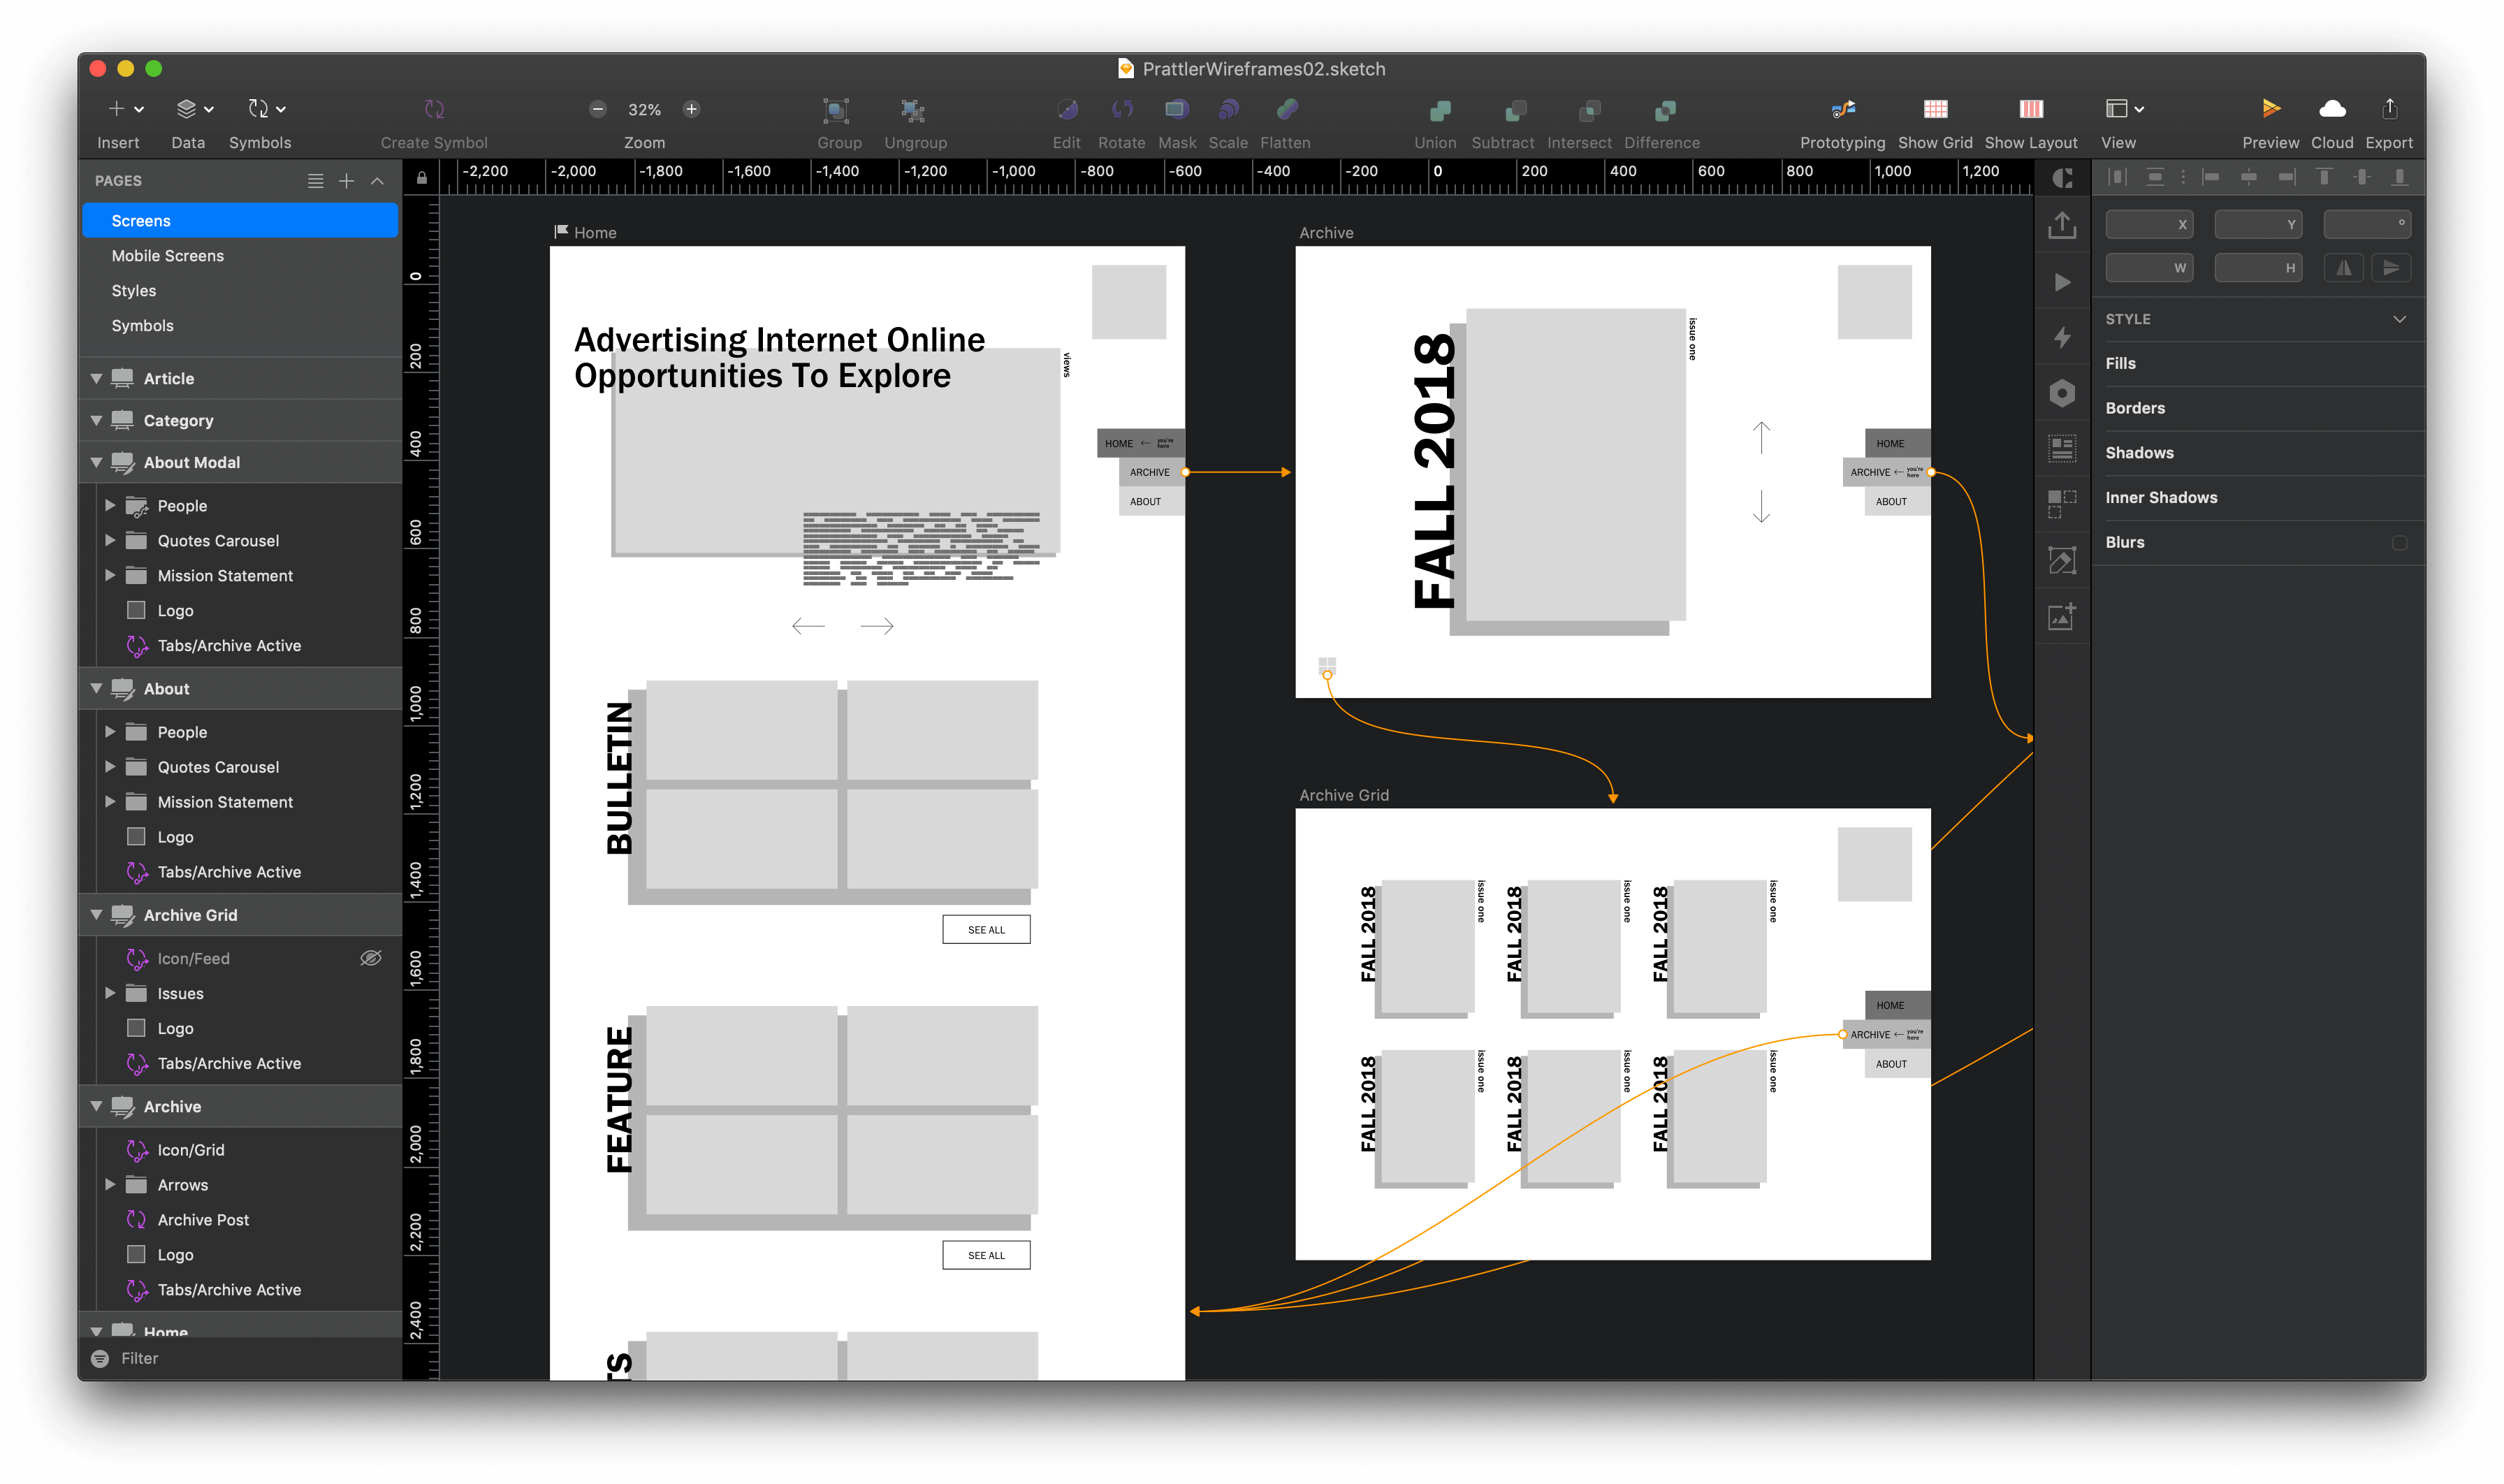 PrattlerWireframes02.sketch
Insert
Data
Symbols
Create Symbol
32%
Zoom
Group
Ungroup
Edit
Rotate
Mask
Scale
Flatten
Union
Subtract
Intersect
Difference
Prototyping
Show Grid
Show Layout
View
Preview
Cloud
Export
PAGES
Screens
Mobile Screens
Styles
Symbols
Article
Category
About Modal
People
Quotes Carousel
Mission Statement
Logo
Tabs/Archive Active
About
People
Quotes Carousel
Mission Statement
Logo
Tabs/Archive Active
Archive Grid
Icon/Feed
Issues
Logo
Tabs/Archive Active
Archive
Icon/Grid
Arrows
Archive Post
Logo
Tabs/Archive Active
Home
Filter
-2,200 -2,000 -1,800 -1,600 -1,400 -1,200 -1,000 -800 -600 -400 -200 0 200 400 600 800 1,000 1,200
0
200
400
600
800
1,000
1,200
1,400
1,600
1,800
2,000
2,200
2,400
Home
Advertising Internet Online
Opportunities To Explore
views
HOME ← you're
here
ARCHIVE
ABOUT
BULLETIN
SEE ALL
FEATURE
SEE ALL
TS
Archive
FALL 2018
issue one
HOME
ARCHIVE ← you're
here
ABOUT
Archive Grid
FALL 2018
issue one
FALL 2018
issue one
FALL 2018
issue one
FALL 2018
issue one
FALL 2018
issue one
FALL 2018
issue one
HOME
ARCHIVE ← you're
here
ABOUT
X
Y
°
W
H
STYLE
Fills
Borders
Shadows
Inner Shadows
Blurs